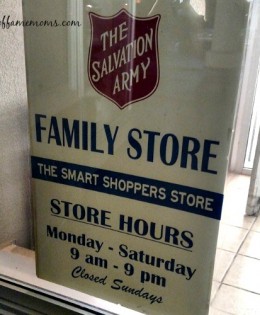 THE
SALVATION
ARMY
FAMILY STORE
THE SMART SHOPPERS STORE
STORE HOURS
Monday - Saturday
9 am - 9 pm
Closed Sundays